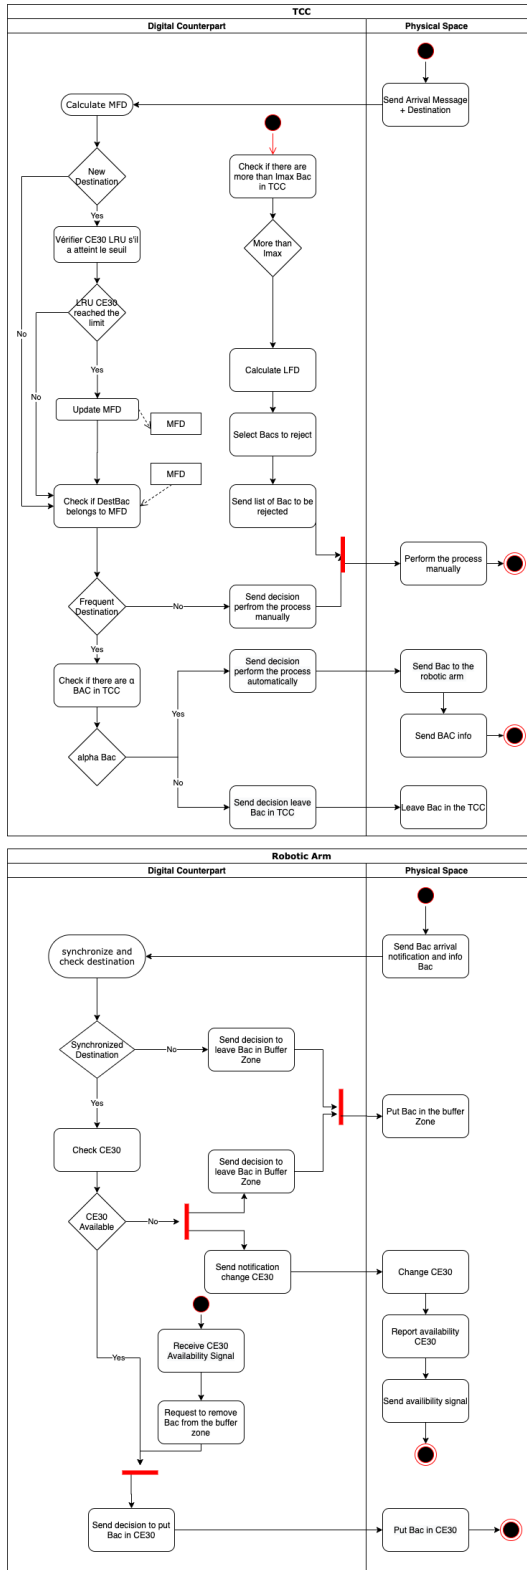 TCC
Digital Counterpart
Physical Space
Send Arrival Message
+ Destination
Calculate MFD
Check if there are
more than Imax Bac
in TCC
New
Destination
Yes
Vérifier CE30 LRU s'il
a atteint le seuil
More than
Imax
LRU CE30
reached the
limit
No
No
Yes
Calculate LFD
Update MFD
MFD
Select Bacs to reject
MFD
Check if DestBac
belongs to MFD
Send list of Bac to be
rejected
Perform the process
manually
Frequent
Destination
No
Send decision
perfrom the process
manually
Yes
Check if there are α
BAC in TCC
Send decision
perform the process
automatically
Send Bac to the
robotic arm
Yes
Send BAC info
alpha Bac
No
Send decision leave
Bac in TCC
Leave Bac in the TCC
Robotic Arm
Digital Counterpart
Physical Space
Send Bac arrival
notification and info
Bac
synchronize and
check destination
Synchronized
Destination
No
Send decision to
leave Bac in Buffer
Zone
Yes
Put Bac in the buffer
Zone
Check CE30
Send decision to
leave Bac in Buffer
Zone
CE30
Available
No
Send notification
change CE30
Change CE30
Receive CE30
Availability Signal
Report availability
CE30
Yes
Request to remove
Bac from the buffer
zone
Send availibility signal
Send decision to put
Bac in CE30
Put Bac in CE30